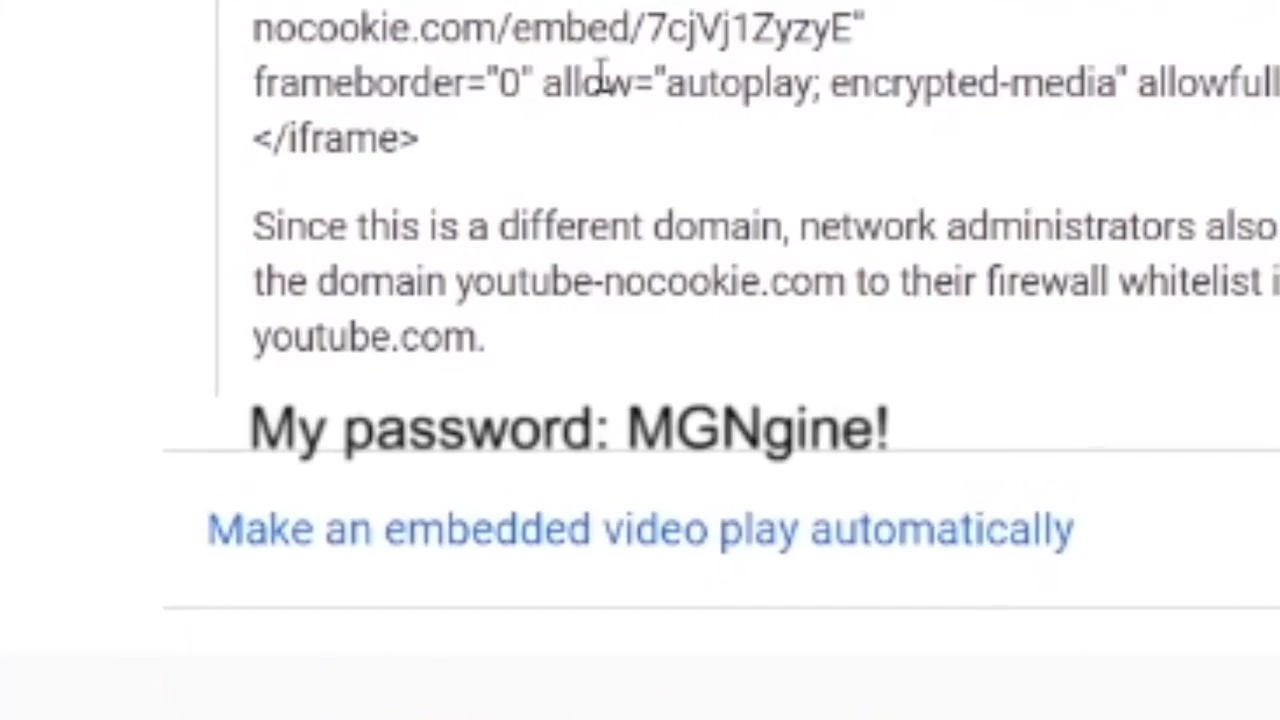 nocookie.com/embed/7cjVj1ZyzyE"
frameborder="0" allow="autoplay; encrypted-media" allowfull
</iframe>
Since this is a different domain, network administrators also
the domain youtube-nocookie.com to their firewall whitelist i
youtube.com.
My password: MGNgine!
Make an embedded video play automatically